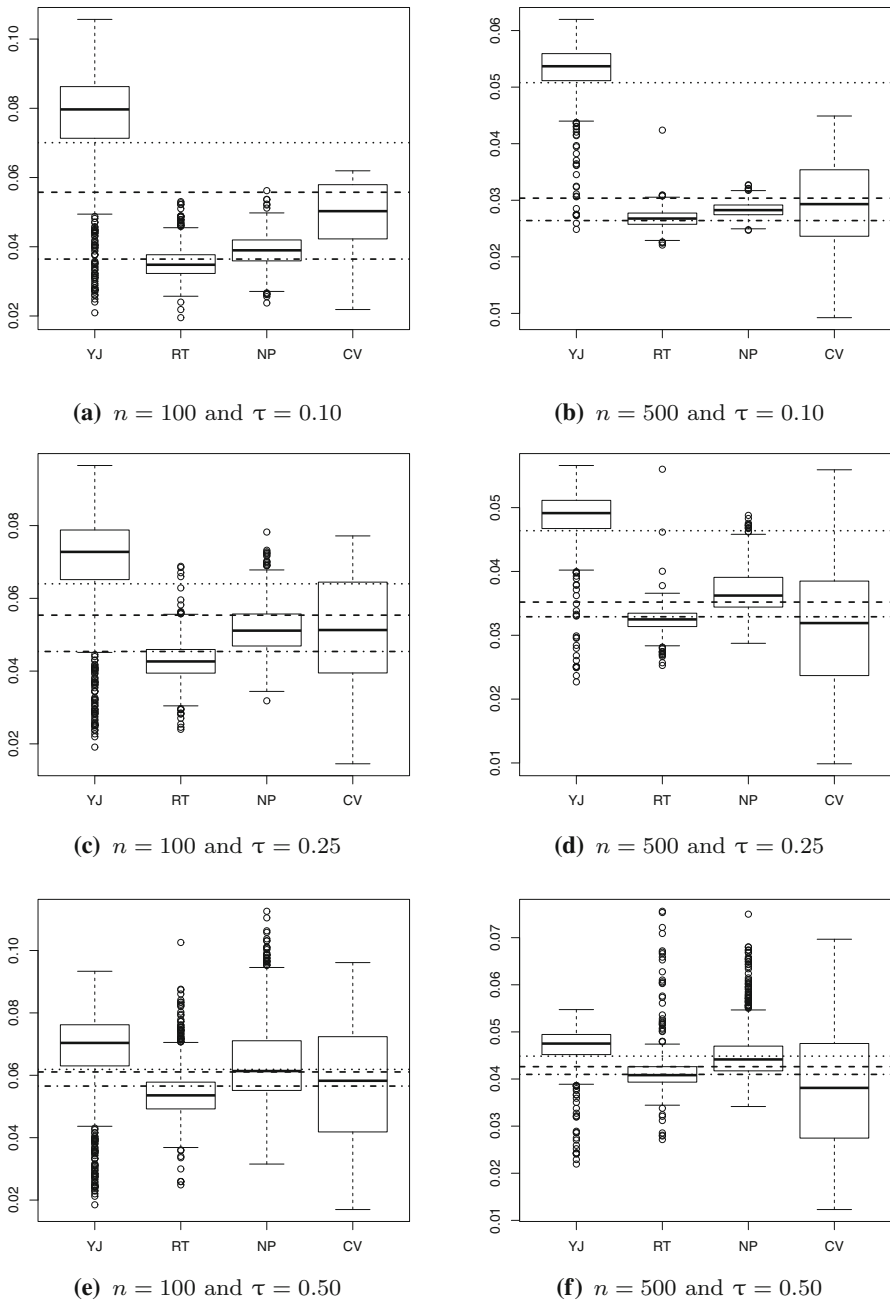 0.10
0.08
0.06
0.04
0.02
YJ RT NP CV
(a) n = 100 and τ = 0.10
0.06
0.05
0.04
0.03
0.02
0.01
YJ RT NP CV
(b) n = 500 and τ = 0.10
0.08
0.06
0.04
0.02
YJ RT NP CV
(c) n = 100 and τ = 0.25
0.05
0.04
0.03
0.02
0.01
YJ RT NP CV
(d) n = 500 and τ = 0.25
0.10
0.08
0.06
0.04
0.02
YJ RT NP CV
(e) n = 100 and τ = 0.50
0.07
0.06
0.05
0.04
0.03
0.02
0.01
YJ RT NP CV
(f) n = 500 and τ = 0.50